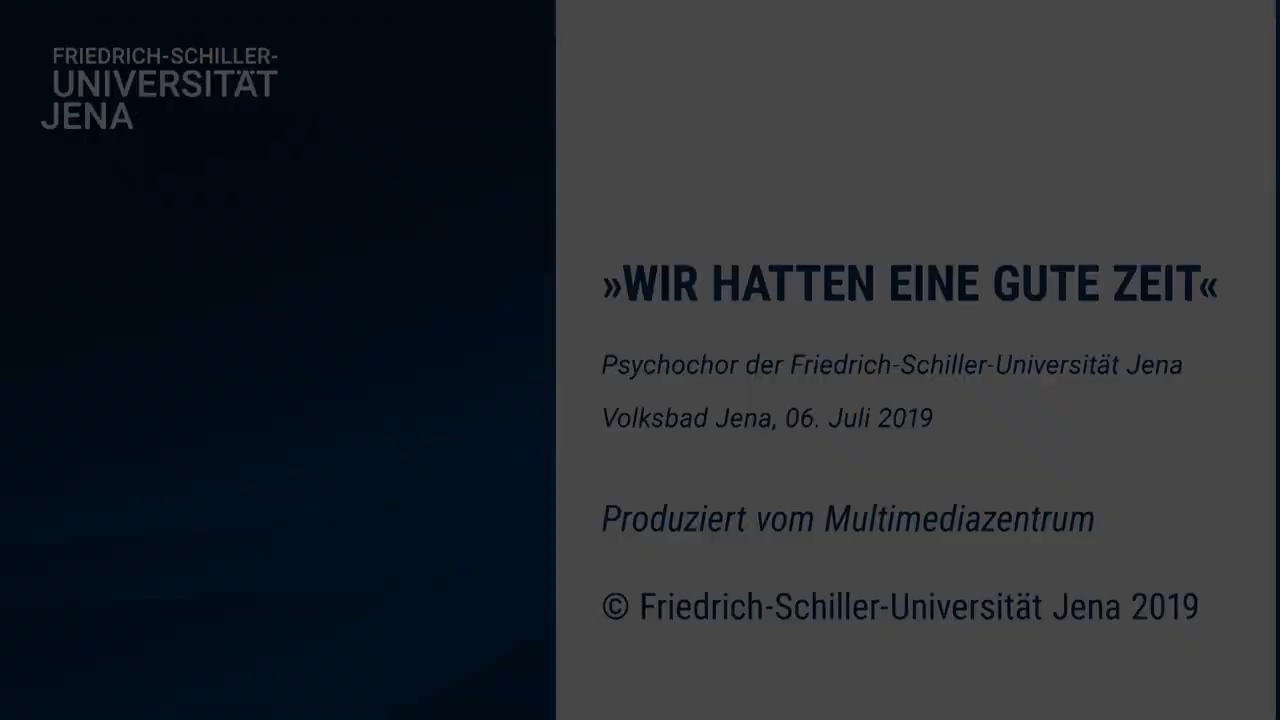 FRIEDRICH-SCHILLER-
UNIVERSITÄT
JENA
»WIR HATTEN EINE GUTE ZEIT«
Psychochor der Friedrich-Schiller-Universität Jena
Volksbad Jena, 06. Juli 2019
Produziert vom Multimediazentrum
© Friedrich-Schiller-Universität Jena 2019